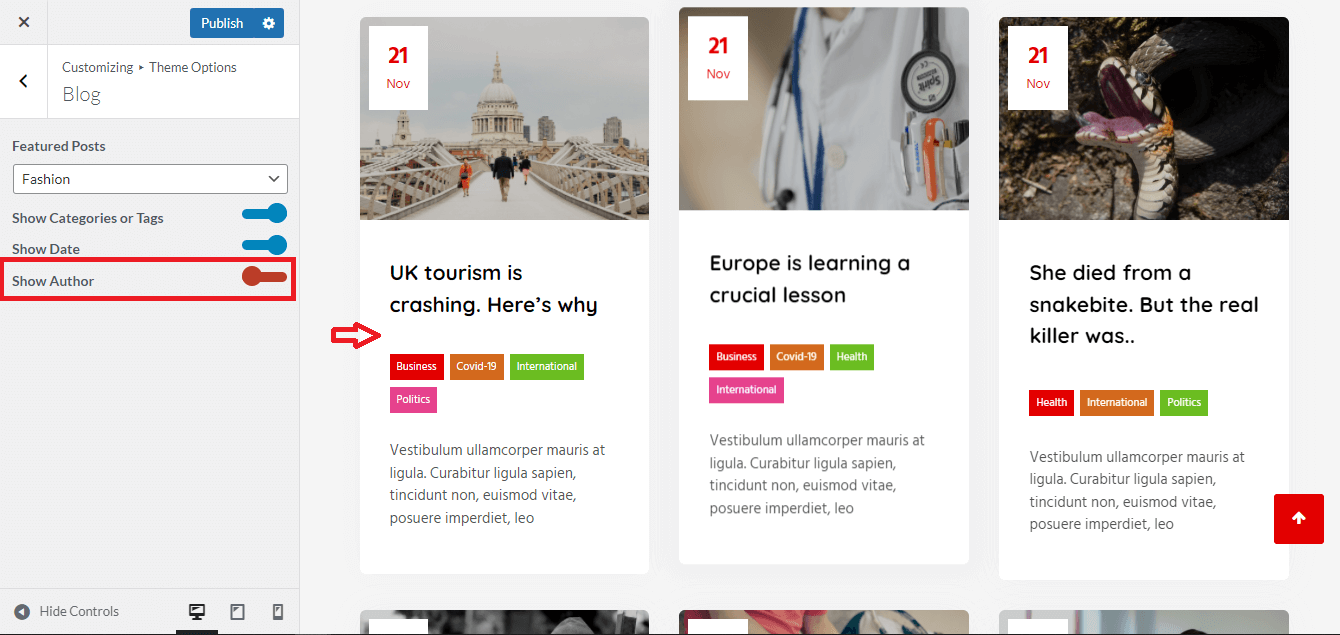 Publish
Customizing ▸ Theme Options
Blog
Featured Posts
Fashion
Show Categories or Tags
Show Date
Show Author
Hide Controls
21
Nov
UK tourism is
crashing. Here’s why
Business Covid-19 International
Politics
Vestibulum ullamcorper mauris at
ligula. Curabitur ligula sapien,
tincidunt non, euismod vitae,
posuere imperdiet, leo
21
Nov
Spirit
Europe is learning a
crucial lesson
Business Covid-19 Health
International
Vestibulum ullamcorper mauris at
ligula. Curabitur ligula sapien,
tincidunt non, euismod vitae,
posuere imperdiet, leo
21
Nov
She died from a
snakebite. But the real
killer was..
Health International Politics
Vestibulum ullamcorper mauris at
ligula. Curabitur ligula sapien,
tincidunt non, euismod vitae,
posuere imperdiet, leo